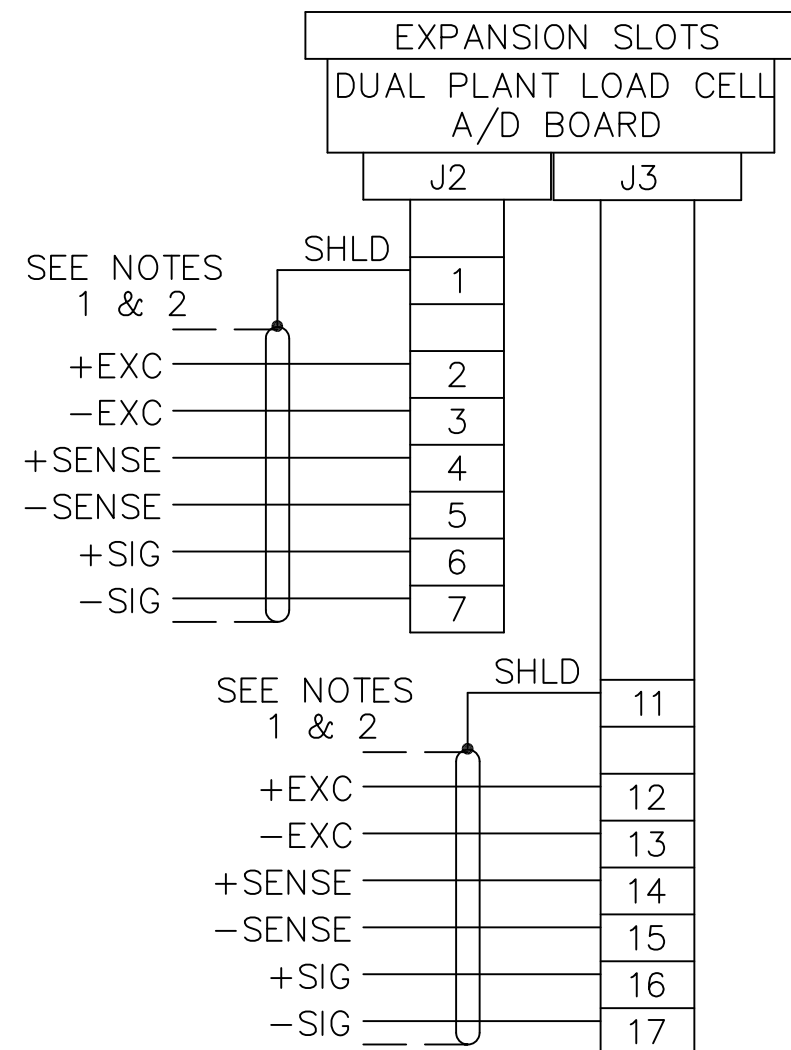 EXPANSION SLOTS
DUAL PLANT LOAD CELL
A/D BOARD
J2
J3
SEE NOTES
1 & 2
SHLD
1
+EXC
2
-EXC
3
+SENSE
4
-SENSE
5
+SIG
6
-SIG
7
SEE NOTES
1 & 2
SHLD
11
+EXC
12
-EXC
13
+SENSE
14
-SENSE
15
+SIG
16
-SIG
17